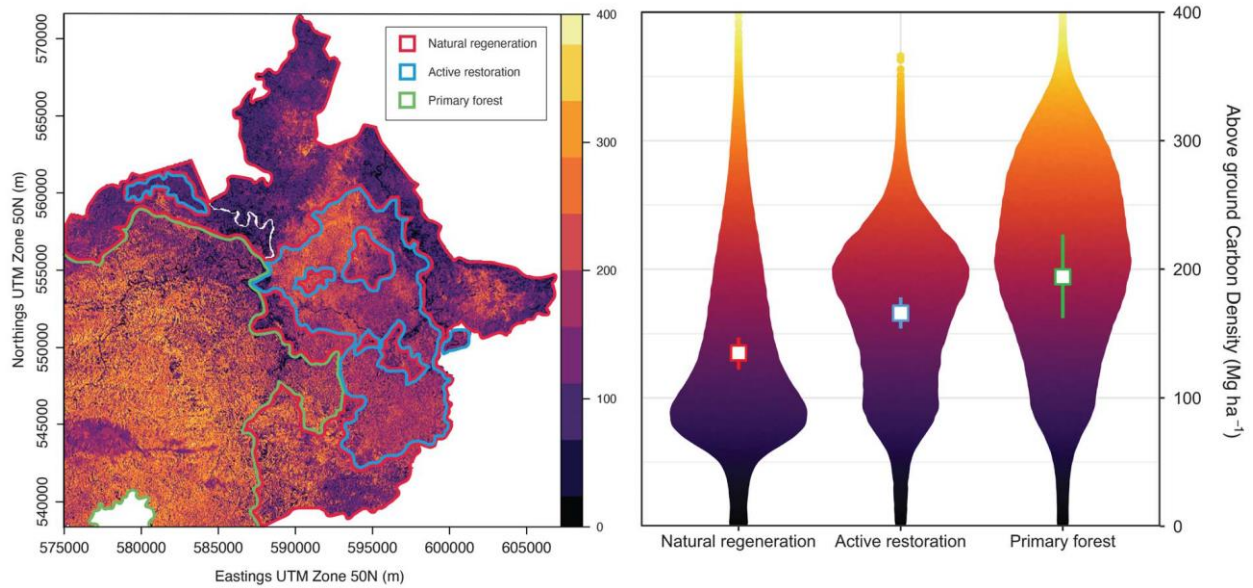 570000
565000
560000
555000
550000
545000
540000
Northings UTM Zone 50N (m)
575000 580000 585000 590000 595000 600000 605000
Eastings UTM Zone 50N (m)
Natural regeneration
Active restoration
Primary forest
400
300
200
100
0
Natural regeneration Active restoration Primary forest
400
300
200
100
0
Above ground Carbon Density (Mg ha⁻¹)